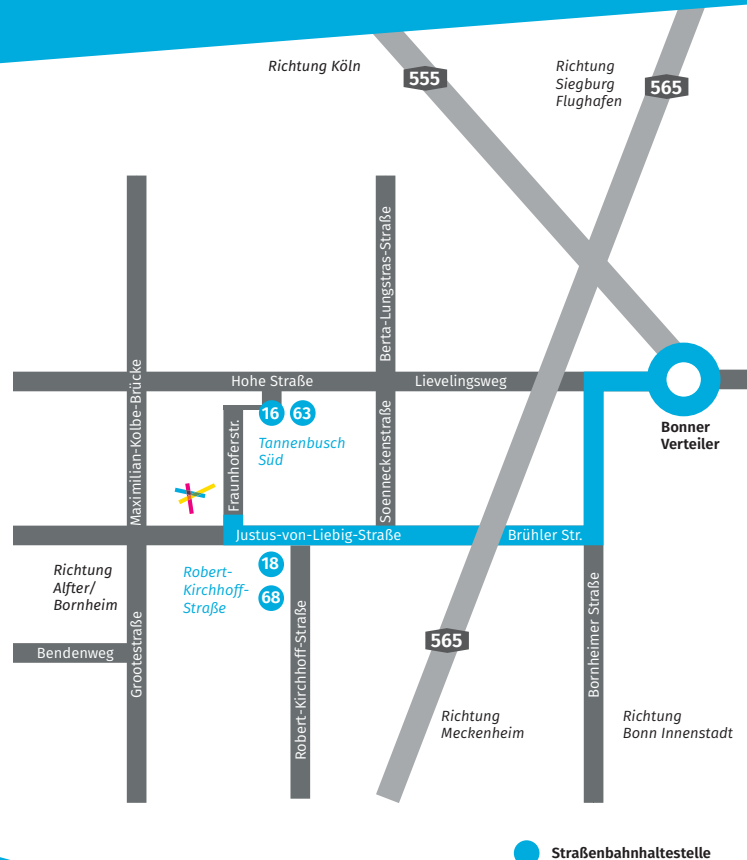 Richtung Köln
555
Richtung
Siegburg
Flughafen
565
Berta-Lungstras-Straße
Maximilian-Kolbe-Brücke
Hohe Straße
Lievelingsweg
16
63
Tannenbusch
Süd
Fraunhoferstr.
Soenneckenstraße
Bonner
Verteiler
Justus-von-Liebig-Straße
Brühler Str.
Richtung
Alfter/
Bornheim
Robert-
Kirchhoff-
Straße
18
68
Bendenweg
Grootestraße
Robert-Kirchhoff-Straße
565
Bornheimer Straße
Richtung
Meckenheim
Richtung
Bonn Innenstadt
Straßenbahnhaltestelle